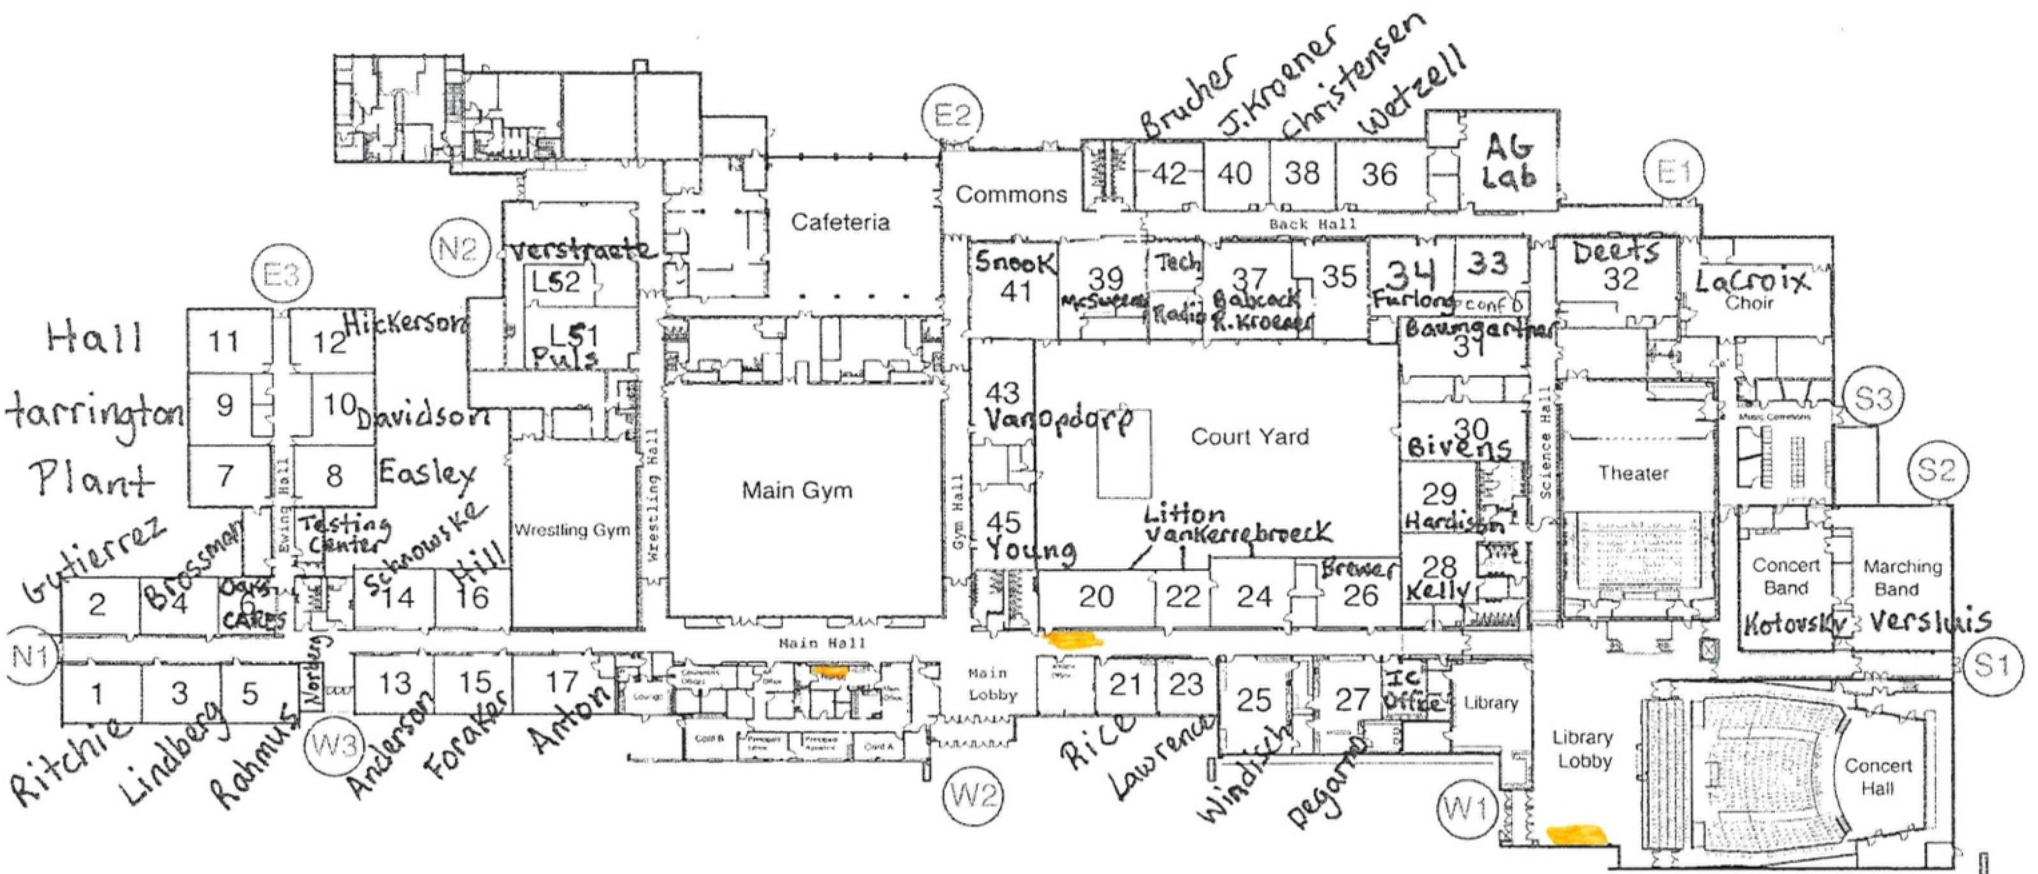 Brucher
J.Kroener
Christensen
Wetzell
E2
42
40
38
36
AG
Lab
E1
Commons
Cafeteria
Back Hall
N2
Verstraete
L52
L51
Puls
E3
Snook
41
39
Tech
Radio
37
Babcock
R.Kroener
35
34
Furlong
33
Conf D
Deets
32
LaCroix
Choir
Baumgartner
31
Hall
11
12
Hickerson
tarrington
9
10
Davidson
Plant
7
8
Easley
Ewing Hall
Testing
Center
43
Vanopdorp
Court Yard
30
Bivens
Science Hall
Theater
Music Commons
S3
S2
Wrestling Gym
Wrestling Hall
Main Gym
Gym Hall
45
Young
Litton
Vankerrebroeck
29
Hardison
28
Kelly
Gutierrez
Brossman
Schnowske
Hill
2
4
6
CARES
14
16
20
22
24
Brewer
26
Concert
Band
Kotovsky
Marching
Band
Versluis
N1
Main Hall
S1
1
3
5
Norberg
13
15
17
Lounge
Office
Main
Lobby
21
23
25
27
IC
Office
Library
Conf B
Conf A
Ritchie
Lindberg
Rahmus
W3
Anderson
Foraker
Anton
W2
Rice
Lawrence
Windisch
Degarmo
W1
Library
Lobby
Concert
Hall